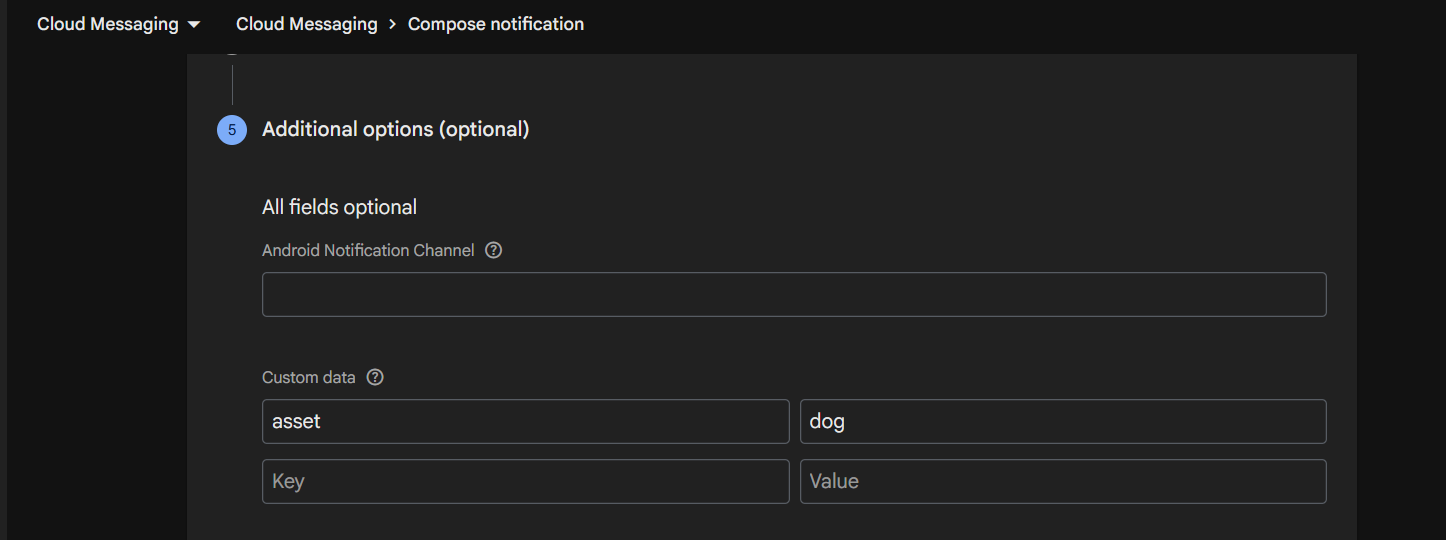 Cloud Messaging Cloud Messaging > Compose notification
5 Additional options (optional)
All fields optional
Android Notification Channel ?
Custom data ?
asset dog
Key Value